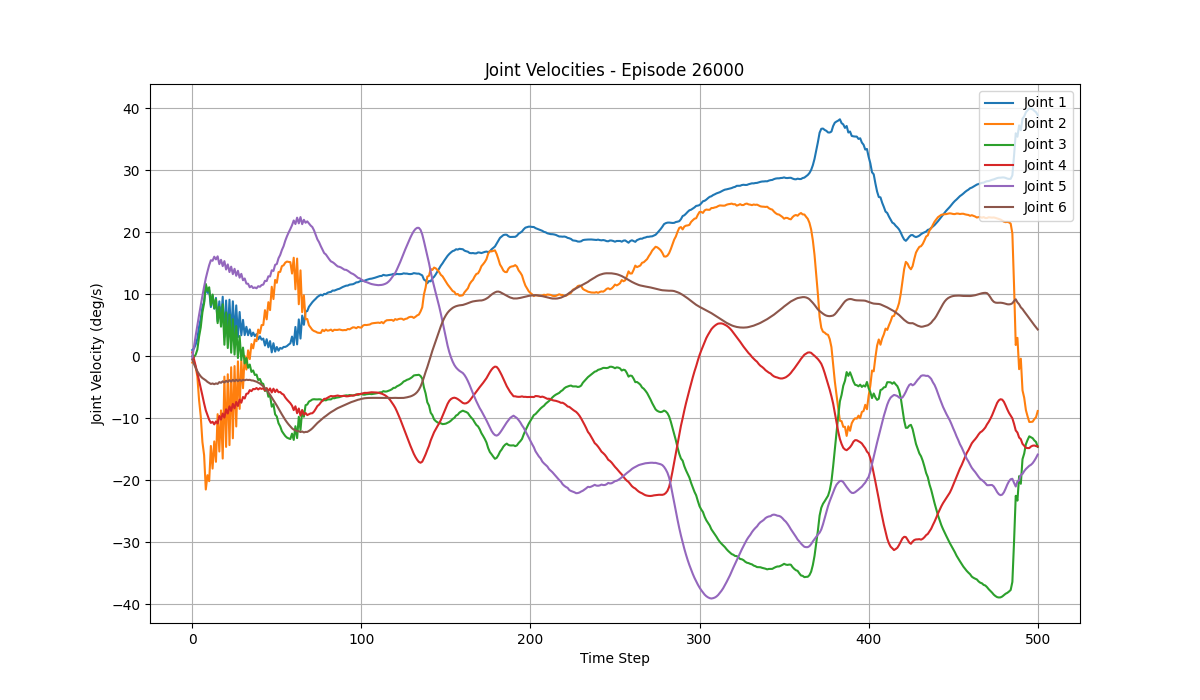 Joint Velocities - Episode 26000
Joint Velocity (deg/s)
40
30
20
10
0
−10
−20
−30
−40
Joint 1
Joint 2
Joint 3
Joint 4
Joint 5
Joint 6
0 100 200 300 400 500
Time Step